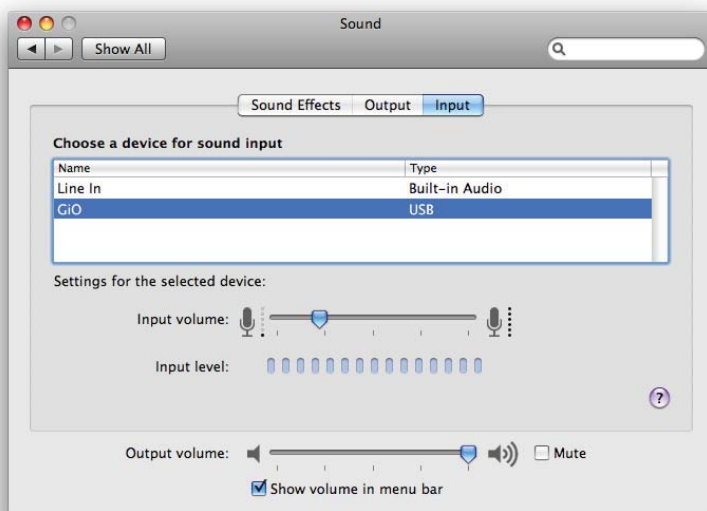 Sound
Show All
Sound Effects Output Input
Choose a device for sound input
Name Type
Line In Built-in Audio
GiO USB
Settings for the selected device:
Input volume:
Input level:
?
Output volume: Mute
Show volume in menu bar